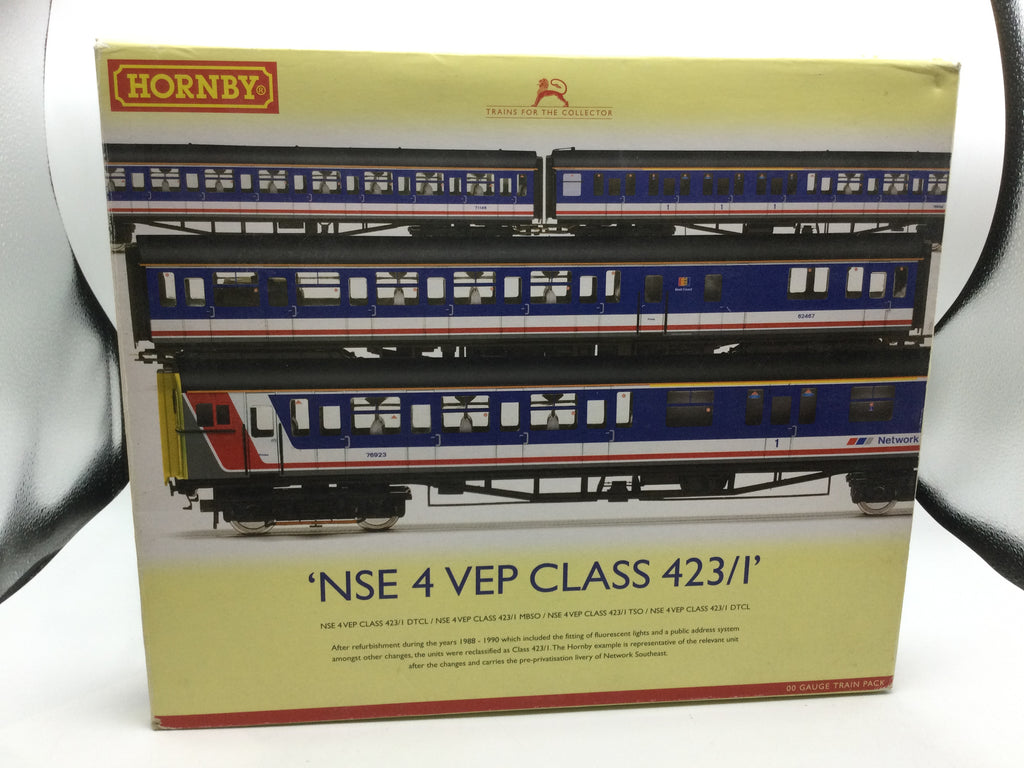 HORNBY®
TRAINS FOR THE COLLECTOR
71149
1 1 1
62467
76923
1
Network
'NSE 4 VEP CLASS 423/1'
NSE 4 VEP CLASS 423/1 DTCL / NSE 4 VEP CLASS 423/1 MBSO / NSE 4 VEP CLASS 423/1 TSO / NSE 4 VEP CLASS 423/1 DTCL
After refurbishment during the years 1988 - 1990 which included the fitting of fluorescent lights and a public address system
amongst other changes, the units were reclassified as Class 423/1. The Hornby example is representative of the relevant unit
after the changes and carries the pre-privatisation livery of Network Southeast.
00 GAUGE TRAIN PACK